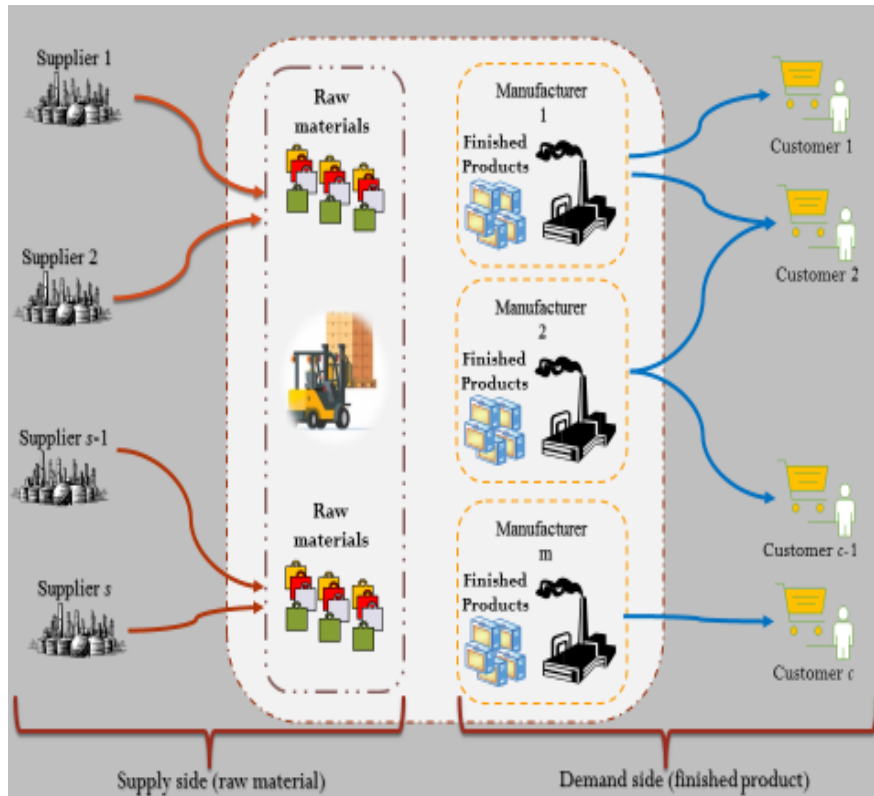 Supplier 1
Supplier 2
Supplier s-1
Supplier s
Raw
materials
Raw
materials
Manufacturer
1
Finished
Products
Manufacturer
2
Finished
Products
Manufacturer
m
Finished
Products
Customer 1
Customer 2
Customer c-1
Customer c
Supply side (raw material)
Demand side (finished product)